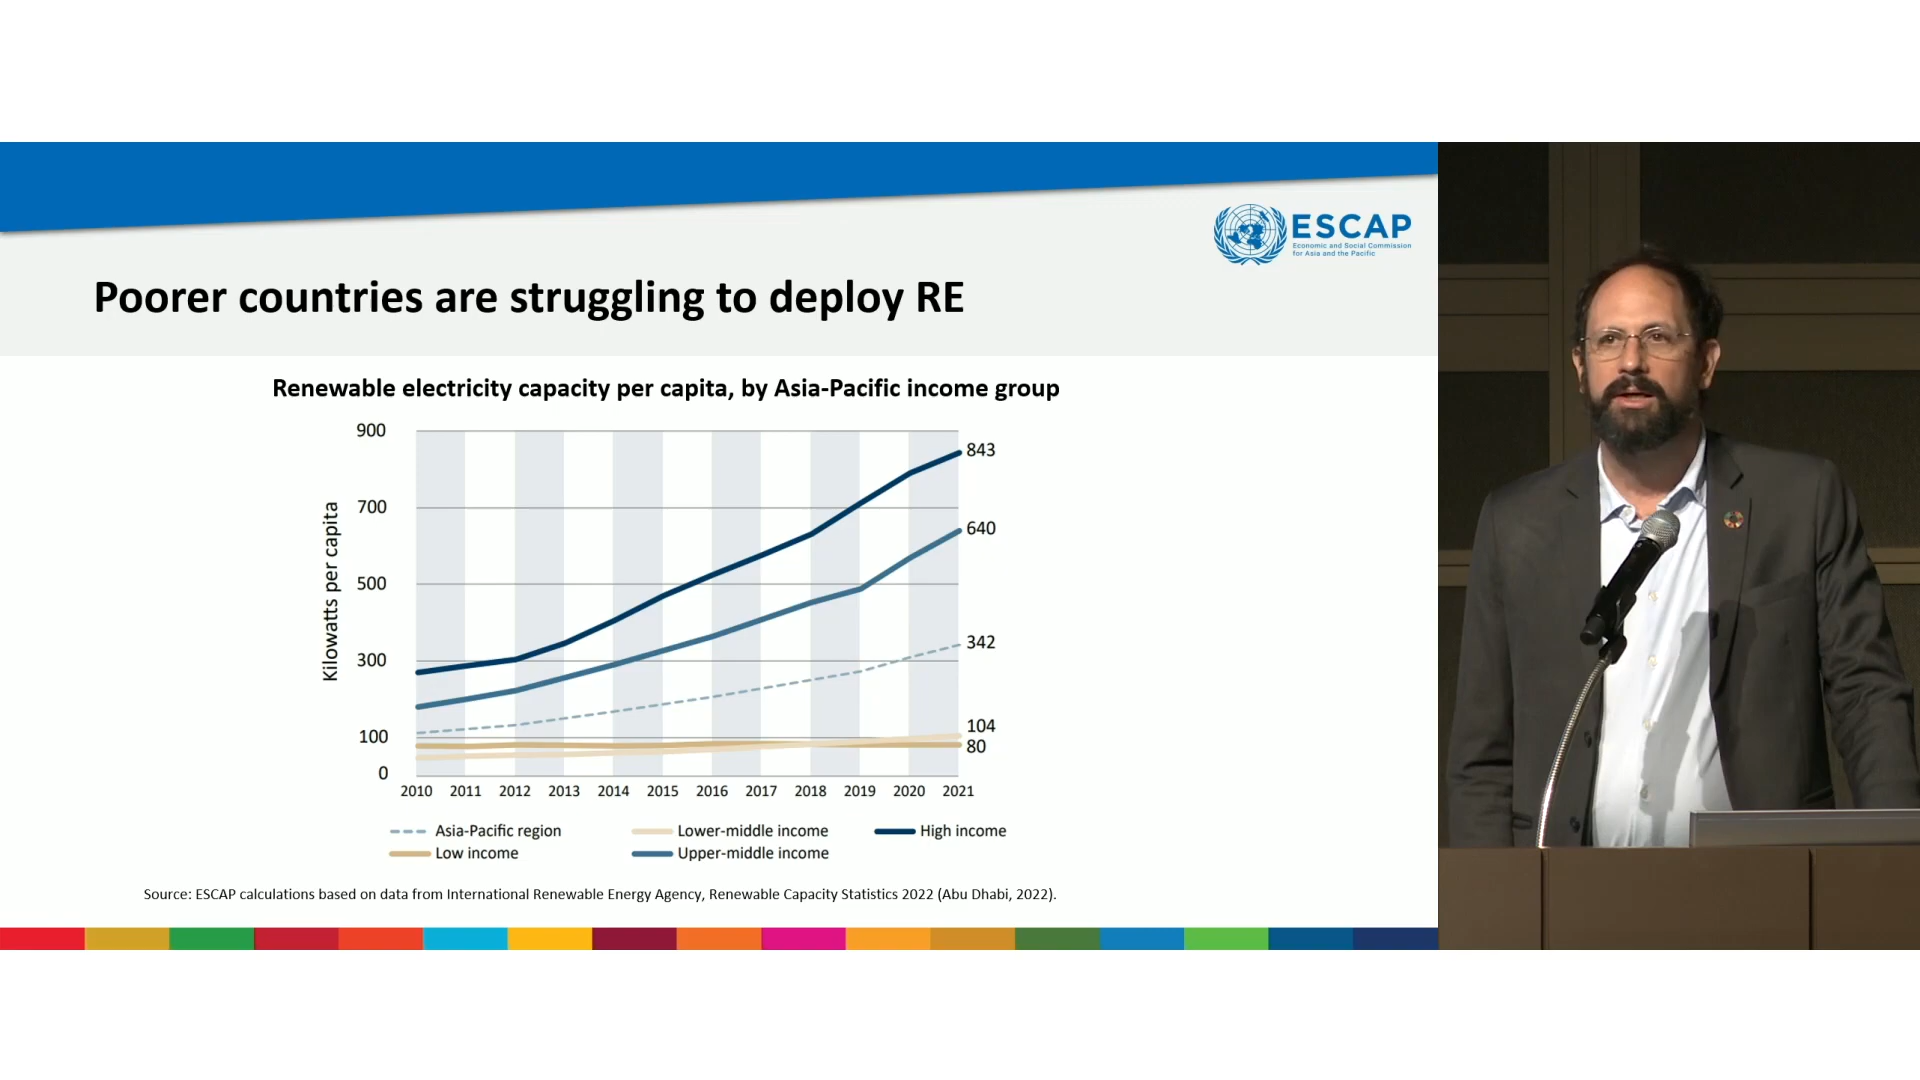 ESCAP
Economic and Social Commission
for Asia and the Pacific
Poorer countries are struggling to deploy RE
Renewable electricity capacity per capita, by Asia-Pacific income group
Kilowatts per capita
900
700
500
300
100
0
843
640
342
104
80
2010 2011 2012 2013 2014 2015 2016 2017 2018 2019 2020 2021
Asia-Pacific region Lower-middle income High income
Low income Upper-middle income
Source: ESCAP calculations based on data from International Renewable Energy Agency, Renewable Capacity Statistics 2022 (Abu Dhabi, 2022).